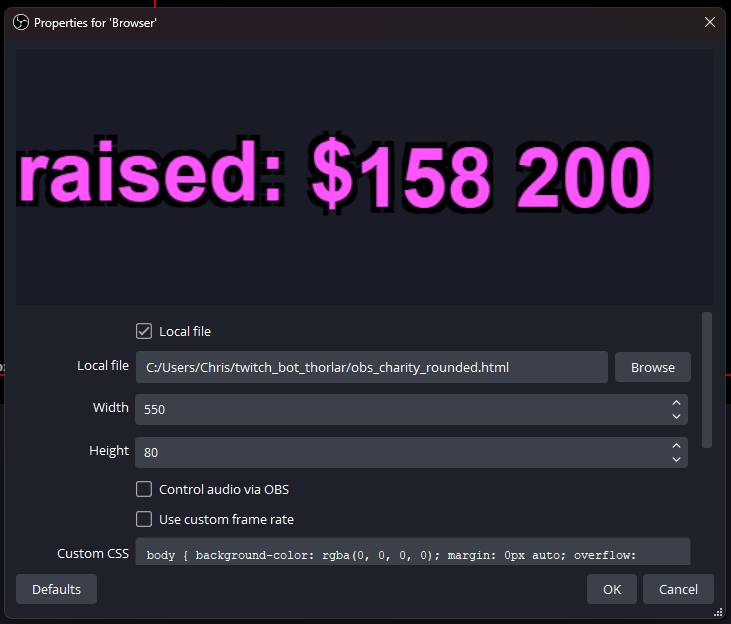 Properties for 'Browser'
raised: $158 200
Local file
Local file C:/Users/Chris/twitch_bot_thorlar/obs_charity_rounded.html Browse
Width 550
Height 80
Control audio via OBS
Use custom frame rate
Custom CSS body { background-color: rgba(0, 0, 0, 0); margin: 0px auto; overflow:
Defaults OK Cancel